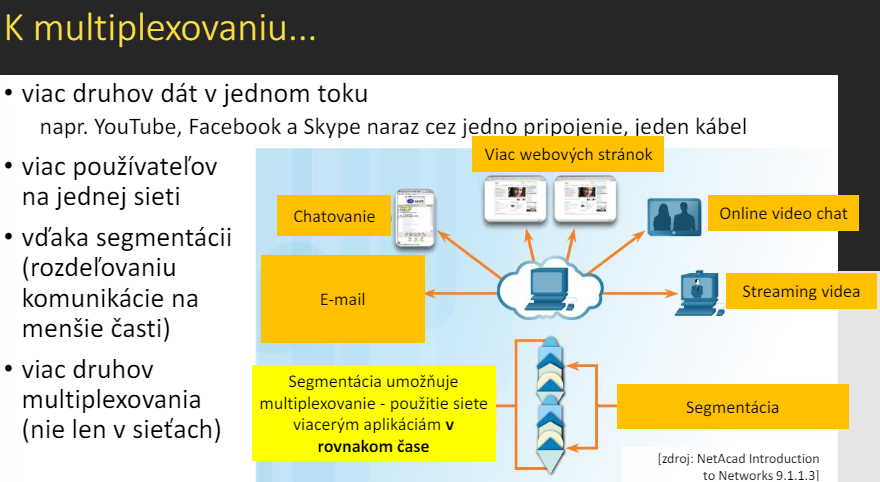 K multiplexovaniu...
• viac druhov dát v jednom toku
napr. YouTube, Facebook a Skype naraz cez jedno pripojenie, jeden kábel
• viac používateľov
na jednej sieti
• vďaka segmentácii
(rozdeľovaniu
komunikácie na
menšie časti)
• viac druhov
multiplexovania
(nie len v sieťach)
Viac webových stránok
Chatovanie
Online video chat
E-mail
Streaming videa
Segmentácia umožňuje
multiplexovanie - použitie siete
viacerým aplikáciám v
rovnakom čase
Segmentácia
[zdroj: NetAcad Introduction
to Networks 9.1.1.3]